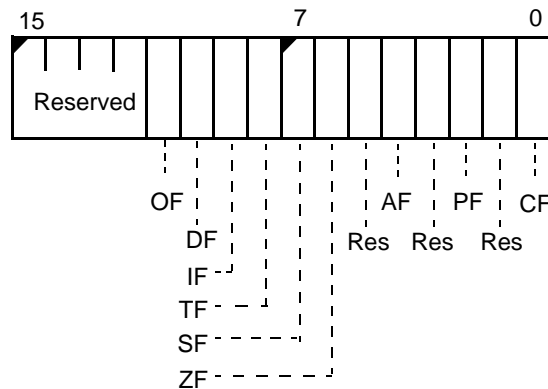 15 7 0
Reserved
OF AF PF CF
DF Res Res Res
IF
TF
SF
ZF